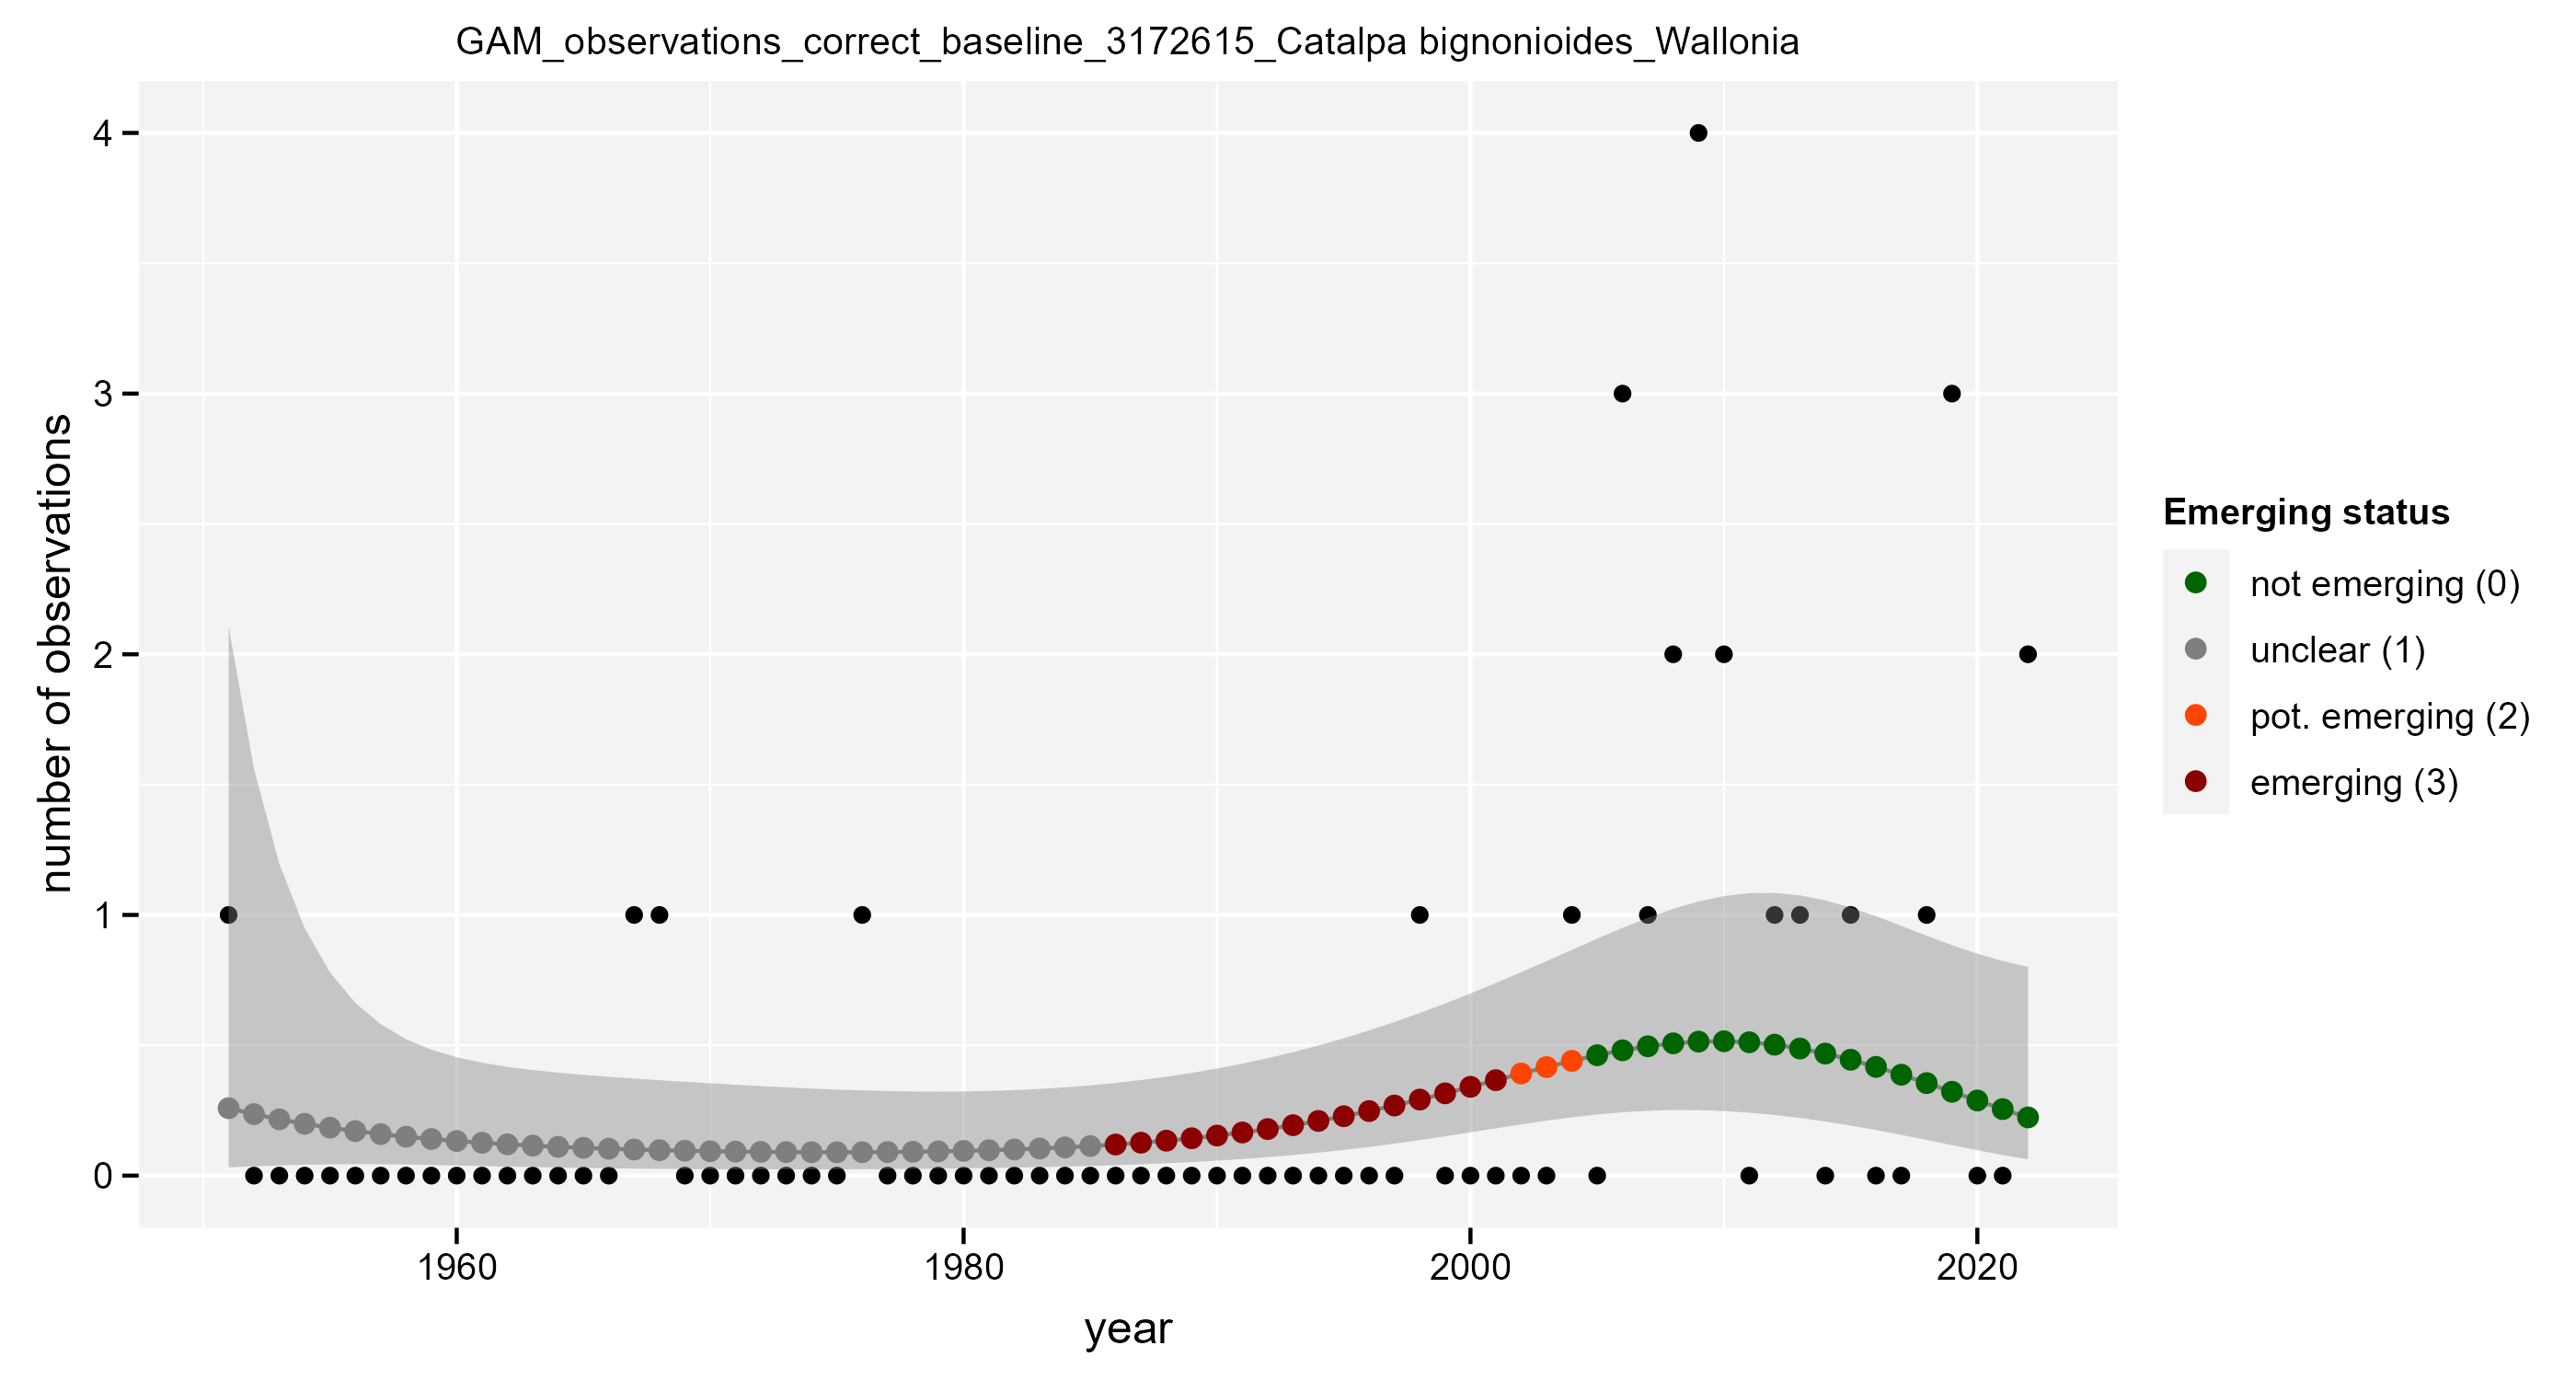 GAM_observations_correct_baseline_3172615_Catalpa bignonioides_Wallonia
number of observations
4
3
2
1
0
1960
1980
2000
2020
year
Emerging status
not emerging (0)
unclear (1)
pot. emerging (2)
emerging (3)